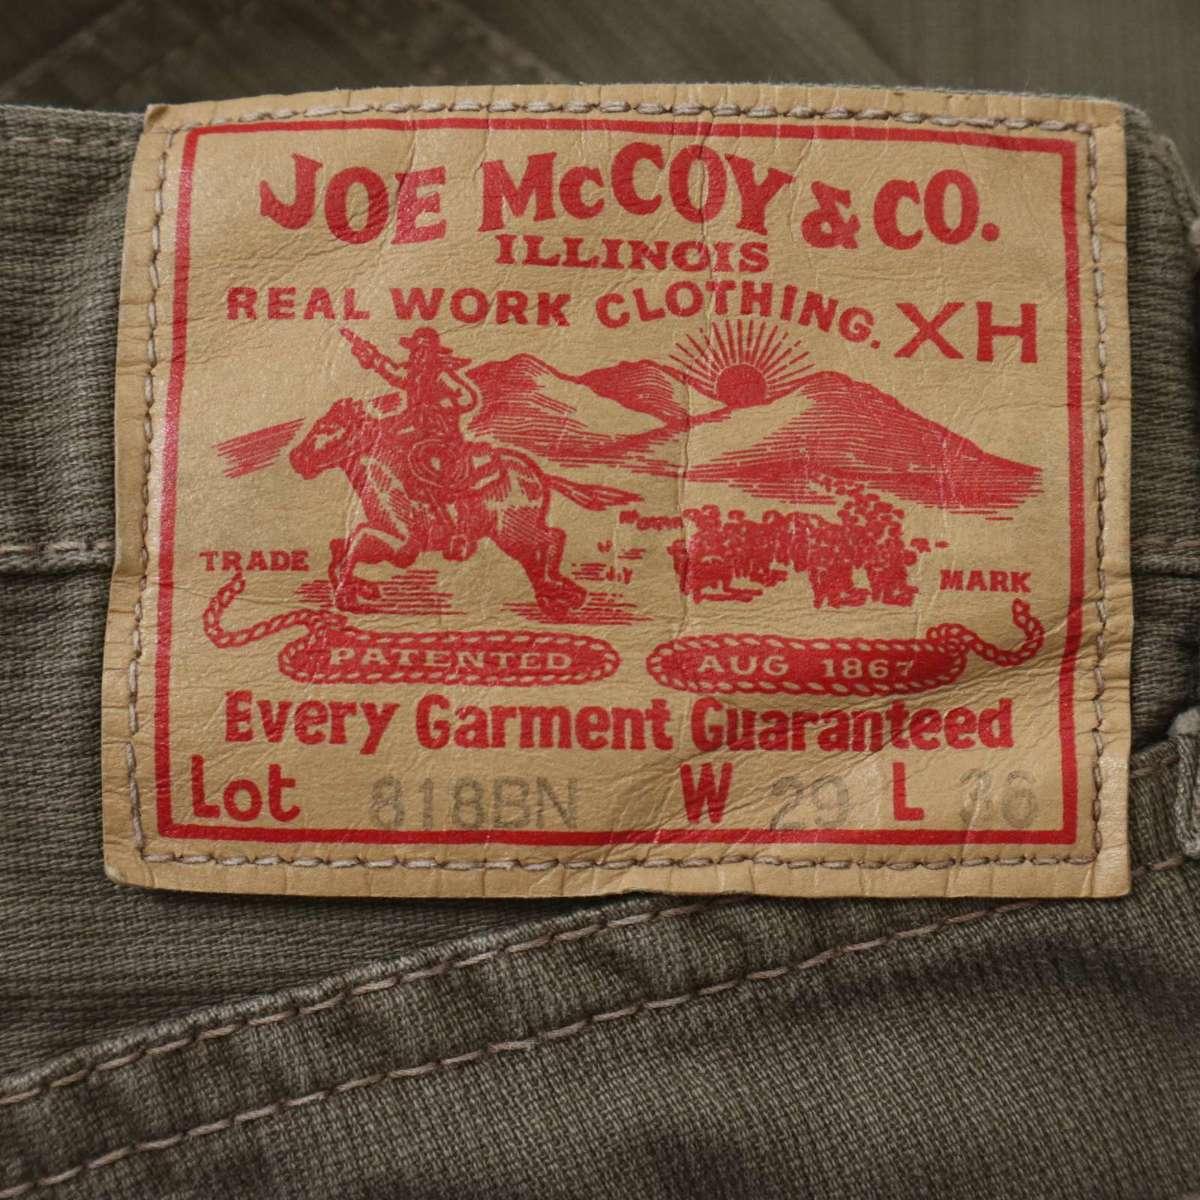 JOE McCOY & CO.
ILLINOIS
REAL WORK CLOTHING. XH
TRADE MARK
PATENTED AUG 1867
Every Garment Guaranteed
Lot 818BN W 29 L 36